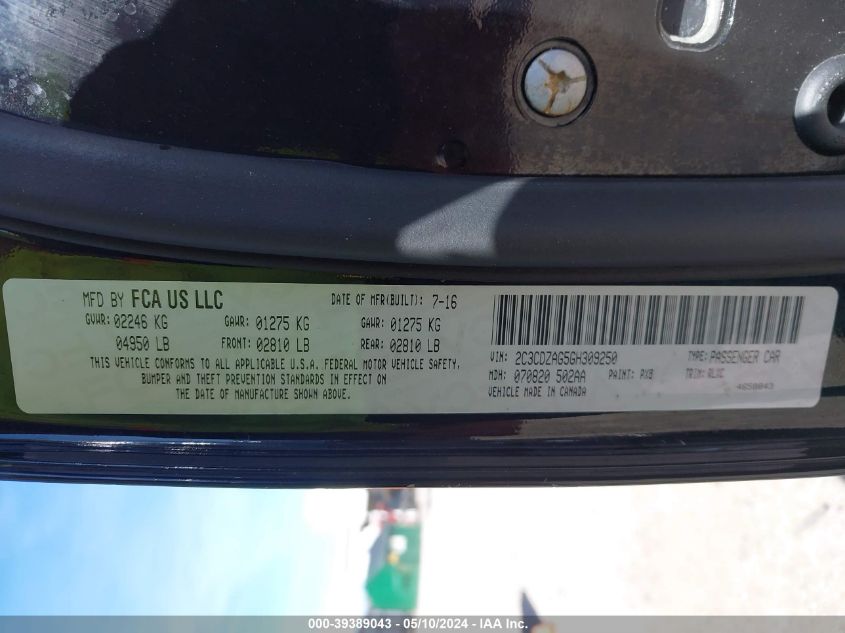 MFD BY FCA US LLC DATE OF MFR(BUILT): 7-16
GVWR: 02246 KG GAWR: 01275 KG GAWR: 01275 KG
04950 LB FRONT: 02810 LB REAR: 02810 LB
THIS VEHICLE CONFORMS TO ALL APPLICABLE U.S.A. FEDERAL MOTOR VEHICLE SAFETY,
BUMPER AND THEFT PREVENTION STANDARDS IN EFFECT ON
THE DATE OF MANUFACTURE SHOWN ABOVE.
VIN: 2C3CDZAG5GH309250 TYPE: PASSENGER CAR
MDH: 070820 502AA PAINT: PX8 TRIM:
VEHICLE MADE IN CANADA 4658043
000-39389043 — 05/10/2024 — IAA Inc.